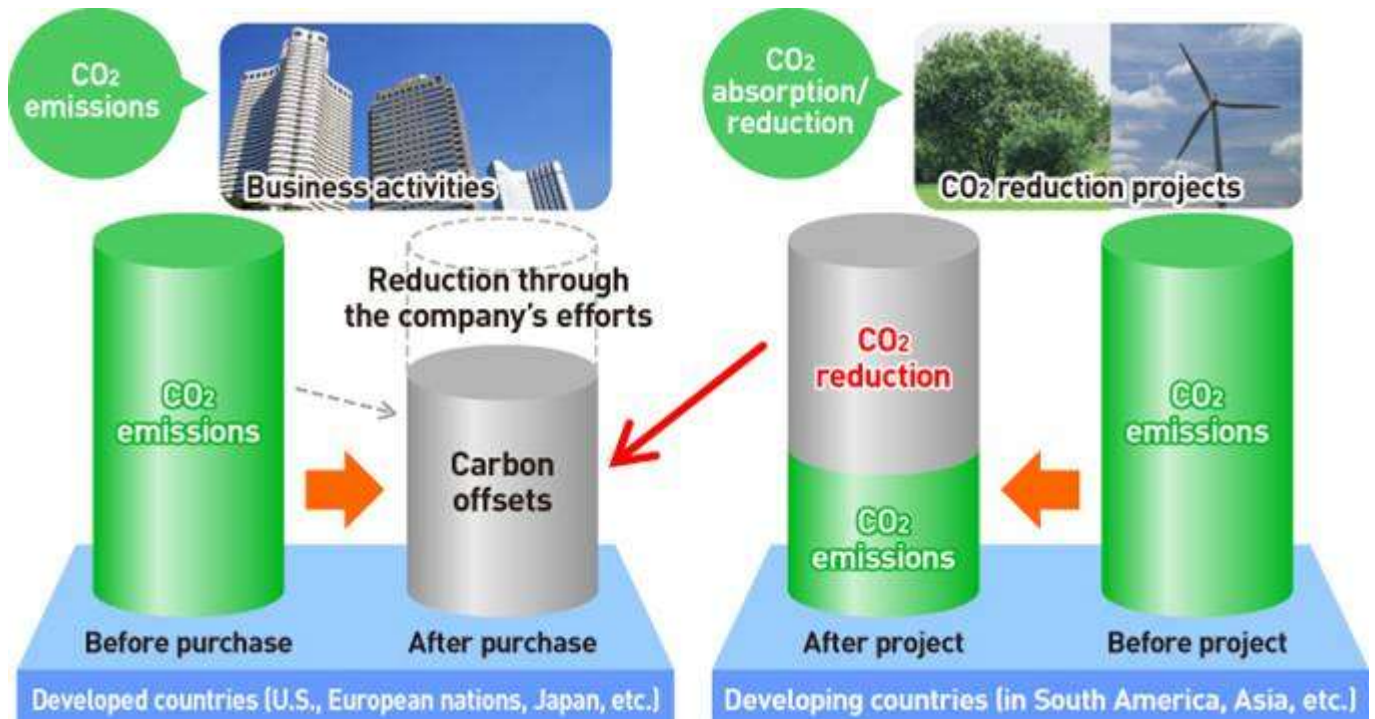 CO2
emissions
Business activities
CO2
absorption/
reduction
CO2 reduction projects
CO2
emissions
Reduction through
the company's efforts
Carbon
offsets
CO2
reduction
CO2
emissions
CO2
emissions
Before purchase
After purchase
After project
Before project
Developed countries (U.S., European nations, Japan, etc.)
Developing countries (in South America, Asia, etc.)